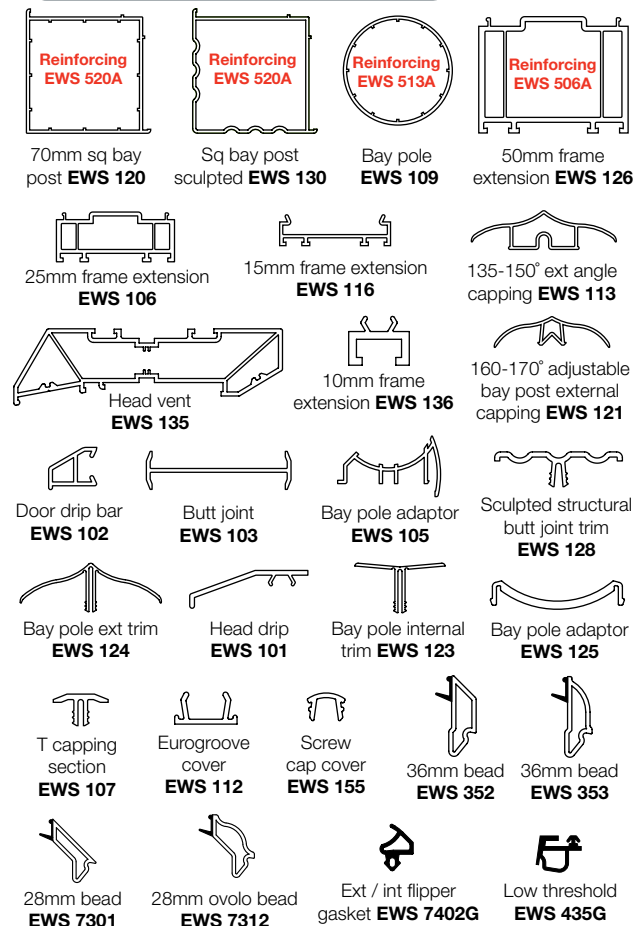 Reinforcing
EWS 520A
Reinforcing
EWS 520A
Reinforcing
EWS 513A
Reinforcing
EWS 506A
70mm sq bay
post EWS 120
Sq bay post
sculpted EWS 130
Bay pole
EWS 109
50mm frame
extension EWS 126
25mm frame extension
EWS 106
15mm frame extension
EWS 116
135-150° ext angle
capping EWS 113
Head vent
EWS 135
10mm frame
extension EWS 136
160-170° adjustable
bay post external
capping EWS 121
Door drip bar
EWS 102
Butt joint
EWS 103
Bay pole adaptor
EWS 105
Sculpted structural
butt joint trim
EWS 128
Bay pole ext trim
EWS 124
Head drip
EWS 101
Bay pole internal
trim EWS 123
Bay pole adaptor
EWS 125
T capping
section
EWS 107
Eurogroove
cover
EWS 112
Screw
cap cover
EWS 155
36mm bead
EWS 352
36mm bead
EWS 353
28mm bead
EWS 7301
28mm ovolo bead
EWS 7312
Ext / int flipper
gasket EWS 7402G
Low threshold
EWS 435G